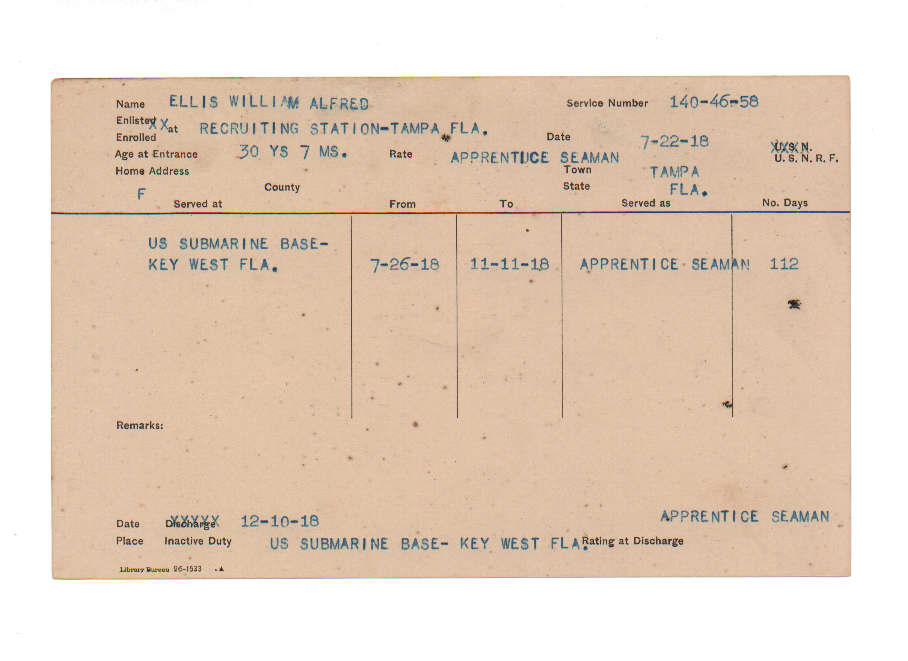 Name ELLIS WILLIAM ALFRED Service Number 140-46-58
Enlisted XX
Enrolled at RECRUITING STATION-TAMPA, FLA. Date 7-22-18 U.S.N.
Age at Entrance 30 YS 7 MS. Rate APPRENTICE SEAMAN U. S. N. R. F.
Home Address Town TAMPA
F County State FLA.
Served at From To Served as No. Days
US SUBMARINE BASE-
KEY WEST FLA. 7-26-18 11-11-18 APPRENTICE SEAMAN 112
Remarks:
APPRENTICE SEAMAN
Date Discharge XXXXX 12-10-18
Place Inactive Duty US SUBMARINE BASE- KEY WEST FLA. Rating at Discharge
Library Bureau 96-1533